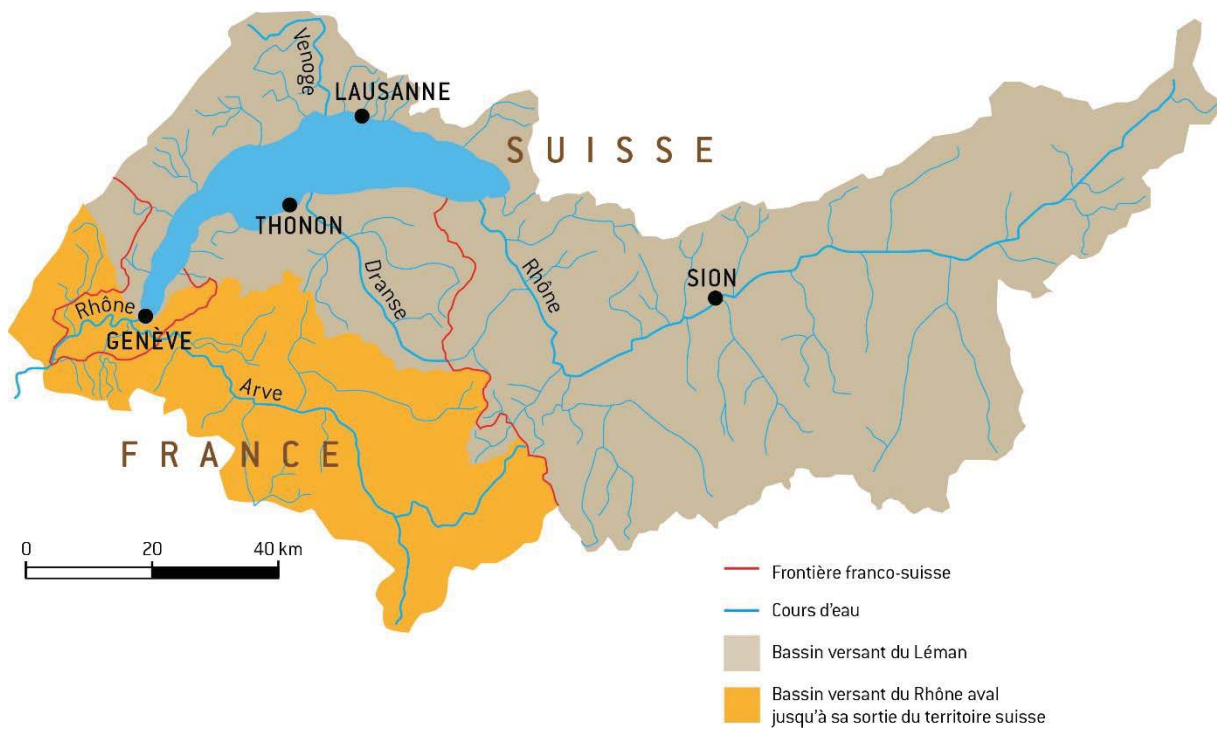 Venoge
LAUSANNE
SUISSE
THONON
Dranse
Rhône
SION
Rhône
GENÈVE
Arve
FRANCE
0 20 40 km
Frontière franco-suisse
Cours d'eau
Bassin versant du Léman
Bassin versant du Rhône aval
jusqu'à sa sortie du territoire suisse